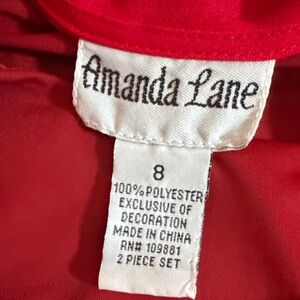 Amanda Lane
8
100% POLYESTER
EXCLUSIVE OF
DECORATION
MADE IN CHINA
RN# 109881
2 PIECE SET